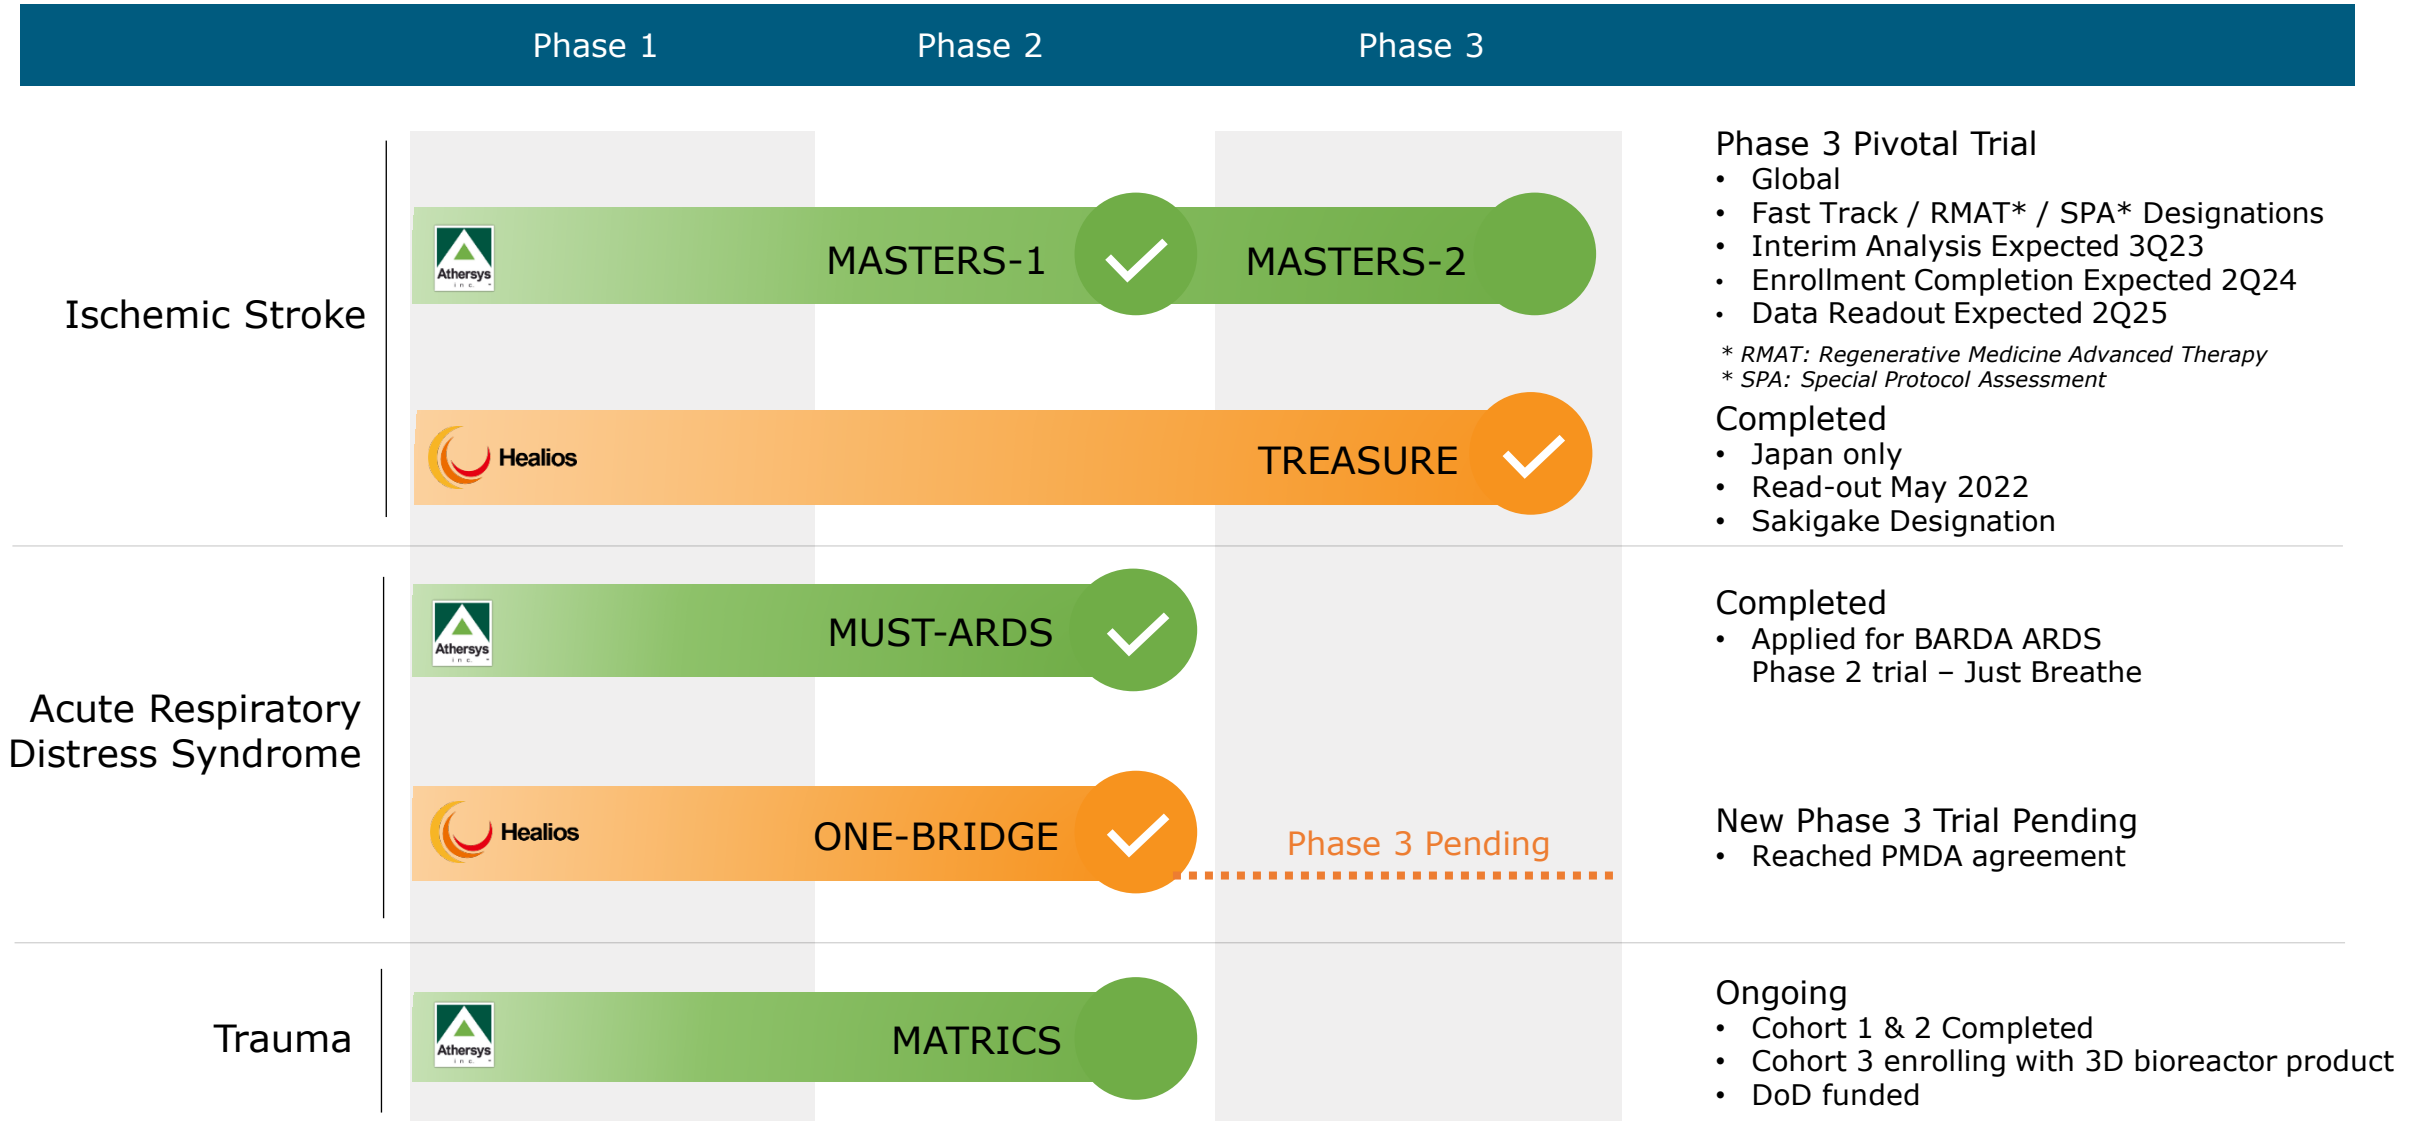 Phase 1
Phase 2
Phase 3
Ischemic Stroke
Athersys
inc.
MASTERS-1
MASTERS-2
Phase 3 Pivotal Trial
• Global
• Fast Track / RMAT* / SPA* Designations
• Interim Analysis Expected 3Q23
• Enrollment Completion Expected 2Q24
• Data Readout Expected 2Q25
* RMAT: Regenerative Medicine Advanced Therapy
* SPA: Special Protocol Assessment
Healios
TREASURE
Completed
• Japan only
• Read-out May 2022
• Sakigake Designation
Acute Respiratory
Distress Syndrome
Athersys
inc.
MUST-ARDS
Completed
• Applied for BARDA ARDS
Phase 2 trial – Just Breathe
Healios
ONE-BRIDGE
Phase 3 Pending
New Phase 3 Trial Pending
• Reached PMDA agreement
Trauma
Athersys
inc.
MATRICS
Ongoing
• Cohort 1 & 2 Completed
• Cohort 3 enrolling with 3D bioreactor product
• DoD funded